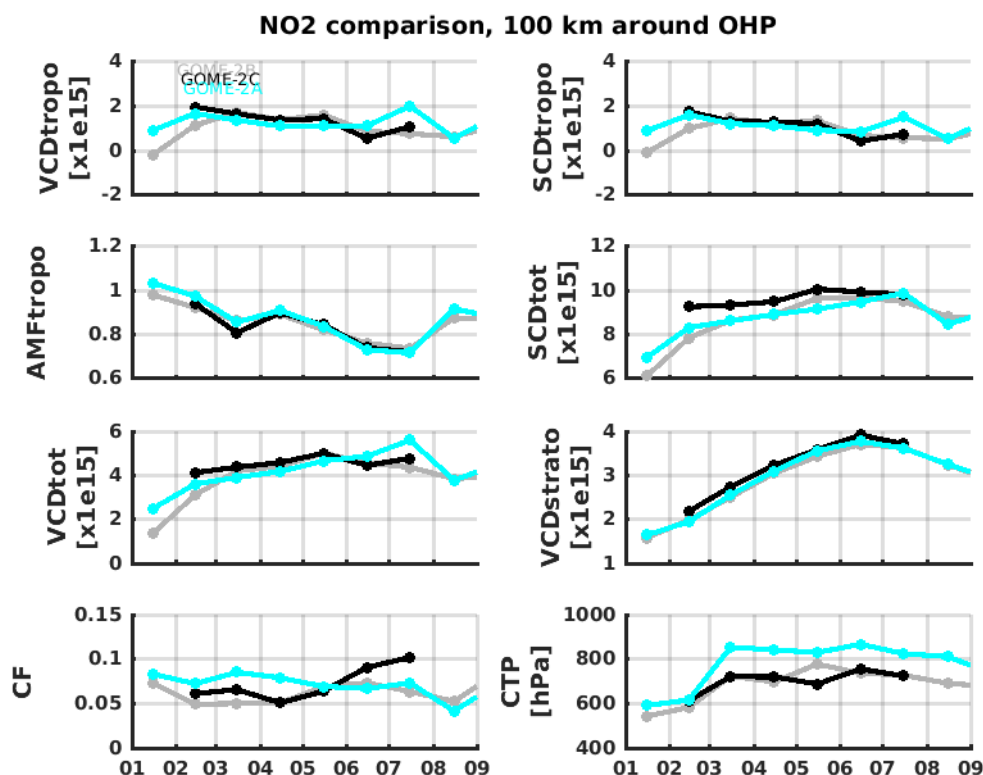 NO2 comparison, 100 km around OHP
VCDtropo
[x1e15]
4
2
0
-2
GOME-2B
GOME-2C
GOME-2A
SCDtropo
[x1e15]
4
2
0
-2
AMFtropo
1.2
1
0.8
0.6
SCDtot
[x1e15]
12
10
8
6
VCDtot
[x1e15]
6
4
2
0
VCDstrato
[x1e15]
4
3
2
1
CF
0.15
0.1
0.05
0
01 02 03 04 05 06 07 08 09
CTP
[hPa]
1000
800
600
400
01 02 03 04 05 06 07 08 09